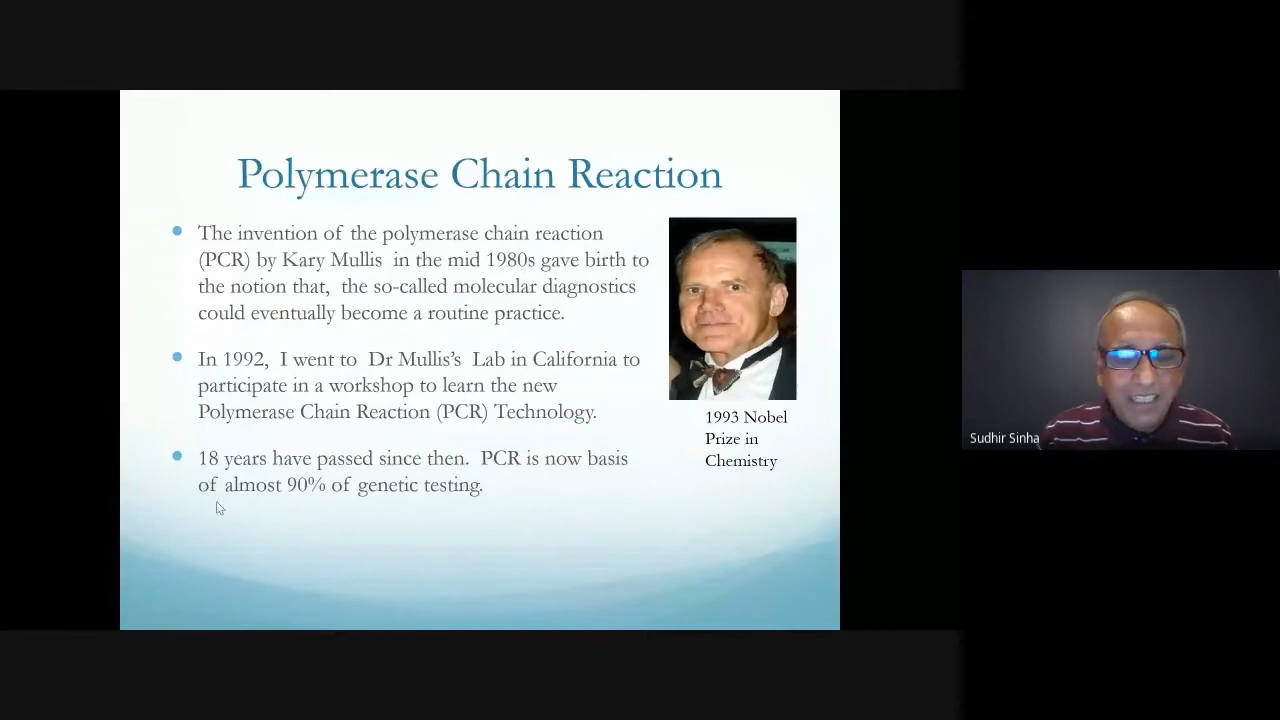 Polymerase Chain Reaction
The invention of the polymerase chain reaction
(PCR) by Kary Mullis in the mid 1980s gave birth to
the notion that, the so-called molecular diagnostics
could eventually become a routine practice.
In 1992, I went to Dr Mullis’s Lab in California to
participate in a workshop to learn the new
Polymerase Chain Reaction (PCR) Technology.
18 years have passed since then. PCR is now basis
of almost 90% of genetic testing.
1993 Nobel
Prize in
Chemistry
Sudhir Sinha